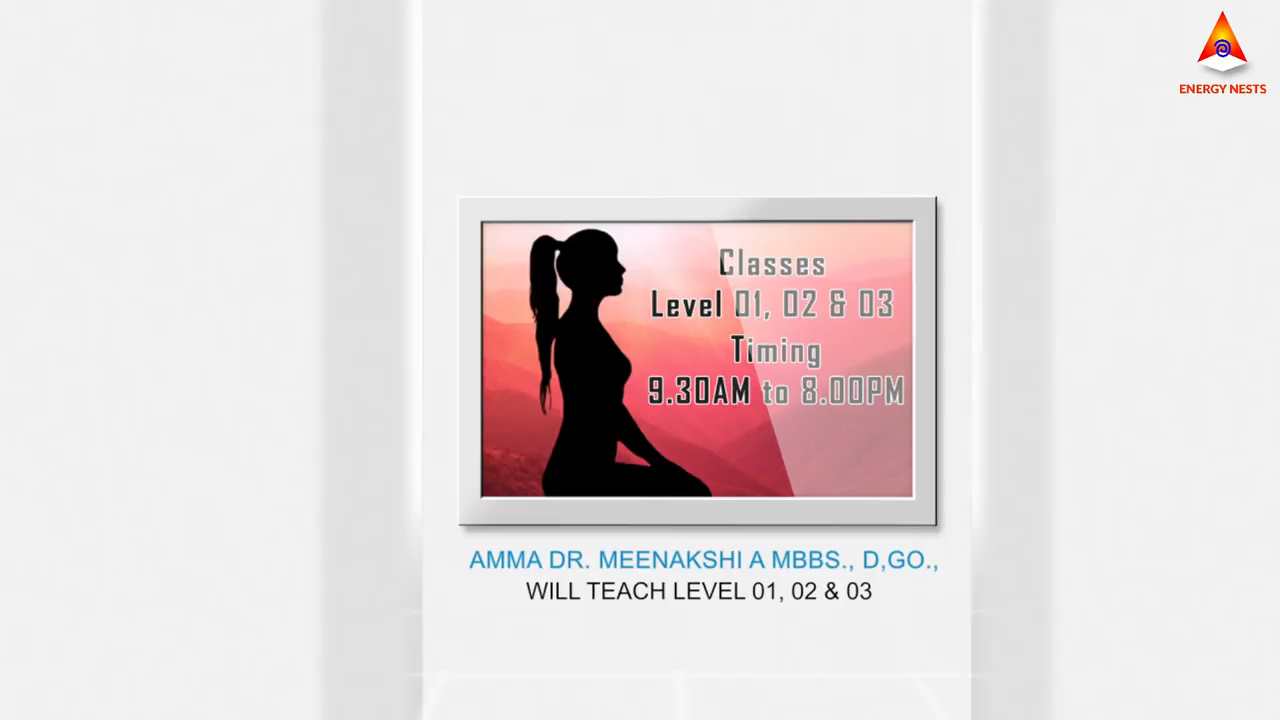 ENERGY NESTS
Classes
Level 01, 02 & 03
Timing
9.30AM to 8.00PM
AMMA DR. MEENAKSHI A MBBS., D,GO.,
WILL TEACH LEVEL 01, 02 & 03